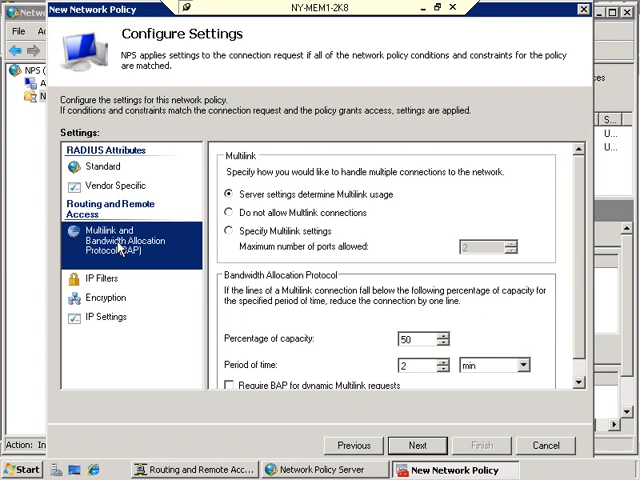 NY-MEM1-2K8
New Network Policy
File
NPS (
Configure Settings
NPS applies settings to the connection request if all of the network policy conditions and constraints for the policy
are matched.
Configure the settings for this network policy.
If conditions and constraints match the connection request and the policy grants access, settings are applied.
Settings:
RADIUS Attributes
Standard
Vendor Specific
Routing and Remote
Access
Multilink and
Bandwidth Allocation
Protocol (BAP)
IP Filters
Encryption
IP Settings
Multilink
Specify how you would like to handle multiple connections to the network.
Server settings determine Multilink usage
Do not allow Multilink connections
Specify Multilink settings
Maximum number of ports allowed:
2
Bandwidth Allocation Protocol
If the lines of a Multilink connection fall below the following percentage of capacity for
the specified period of time, reduce the connection by one line.
Percentage of capacity:
50
Period of time:
2
min
Require BAP for dynamic Multilink requests
S...
U...
U...
Previous
Next
Finish
Cancel
Action: In
Start
Routing and Remote Acc...
Network Policy Server
New Network Policy